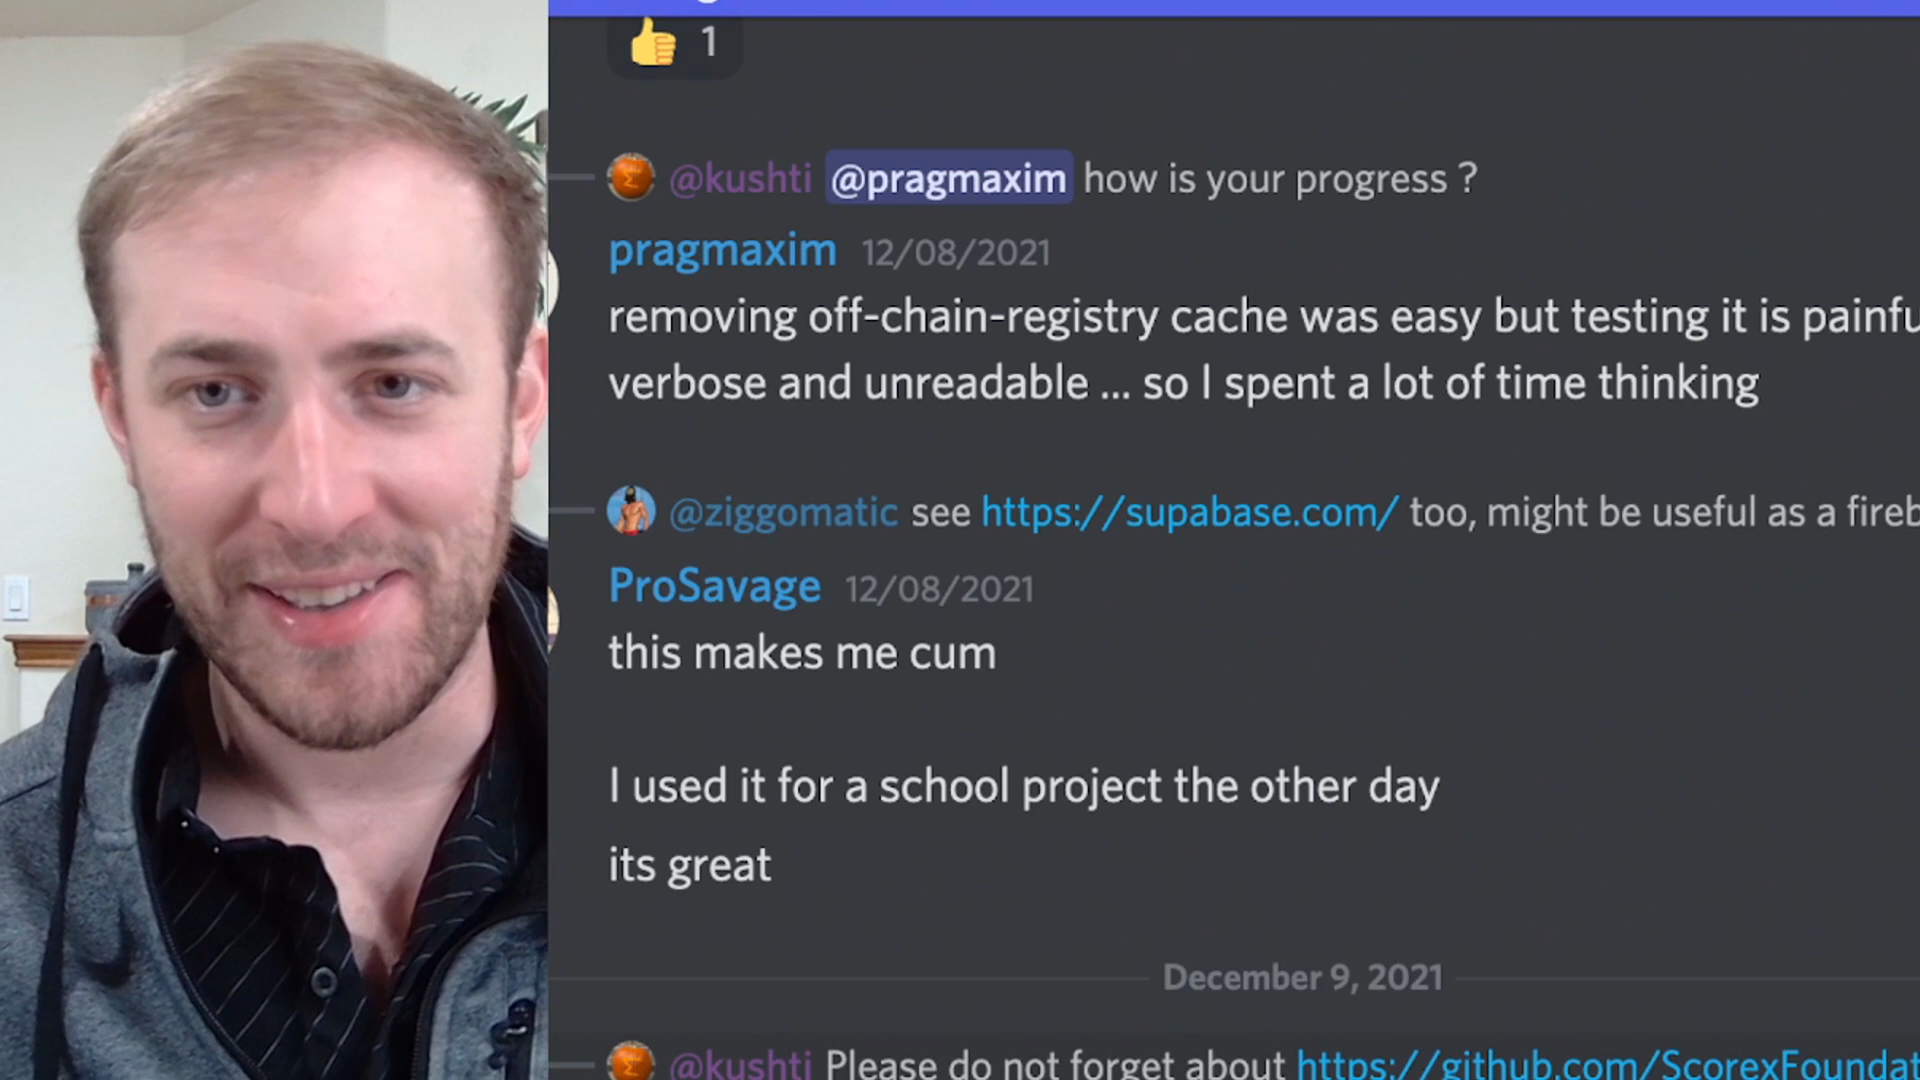 1
@kushti @pragmaxim how is your progress ?
pragmaxim 12/08/2021
removing off-chain-registry cache was easy but testing it is painfu
verbose and unreadable ... so I spent a lot of time thinking
@ziggomatic see https://supabase.com/ too, might be useful as a fireb
ProSavage 12/08/2021
this makes me cum
I used it for a school project the other day
its great
December 9, 2021
@kushti Please do not forget about https://github.com/ScorexFoundat